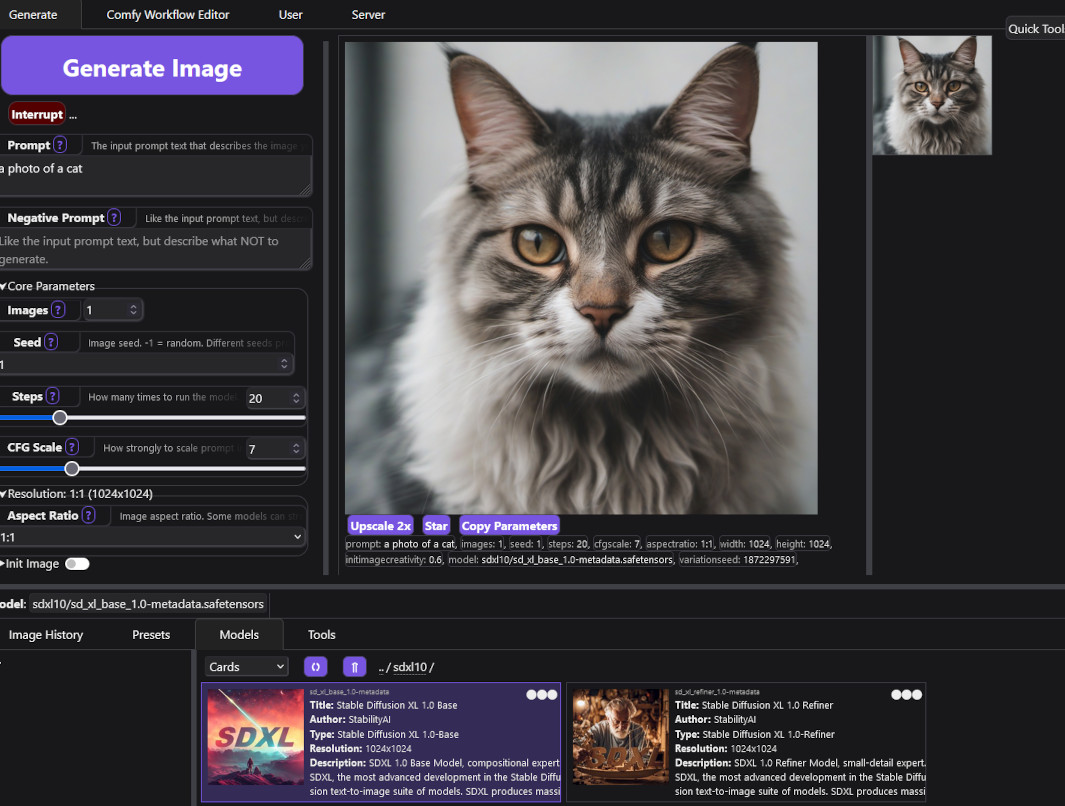 Generate
Comfy Workflow Editor
User
Server
Quick Tool
Generate Image
Interrupt ...
Prompt ? The input prompt text that describes the image
a photo of a cat
Negative Prompt ? Like the input prompt text, but
Like the input prompt text, but describe what NOT to
generate.
Core Parameters
Images ? 1
Seed ? Image seed. -1 = random. Different seeds
1
Steps ? How many times to run the model 20
CFG Scale ? How strongly to scale prompt 7
Resolution: 1:1 (1024x1024)
Aspect Ratio ? Image aspect ratio. Some models can
1:1
Init Image
Upscale 2x
Star
Copy Parameters
prompt: a photo of a cat, images: 1, seed: 1, steps: 20, cfgscale: 7, aspectratio: 1:1, width: 1024, height: 1024,
initimagecreativity: 0.6, model: sdxl10/sd_xl_base_1.0-metadata.safetensors, variationseed: 1872297591,
odel: sdxl10/sd_xl_base_1.0-metadata.safetensors
Image History
Presets
Models
Tools
Cards
../sdxl10/
SDXL
sd_xl_base_1.0-metadata
Title: Stable Diffusion XL 1.0 Base
Author: StabilityAI
Type: Stable Diffusion XL 1.0-Base
Resolution: 1024x1024
Description: SDXL 1.0 Base Model, compositional expert.
SDXL, the most advanced development in the Stable Diffu
sion text-to-image suite of models. SDXL produces massi
SDXL
sd_xl_refiner_1.0-metadata
Title: Stable Diffusion XL 1.0 Refiner
Author: StabilityAI
Type: Stable Diffusion XL 1.0-Refiner
Resolution: 1024x1024
Description: SDXL 1.0 Refiner Model, small-detail expert.
SDXL, the most advanced development in the Stable Diffu
sion text-to-image suite of models. SDXL produces massi